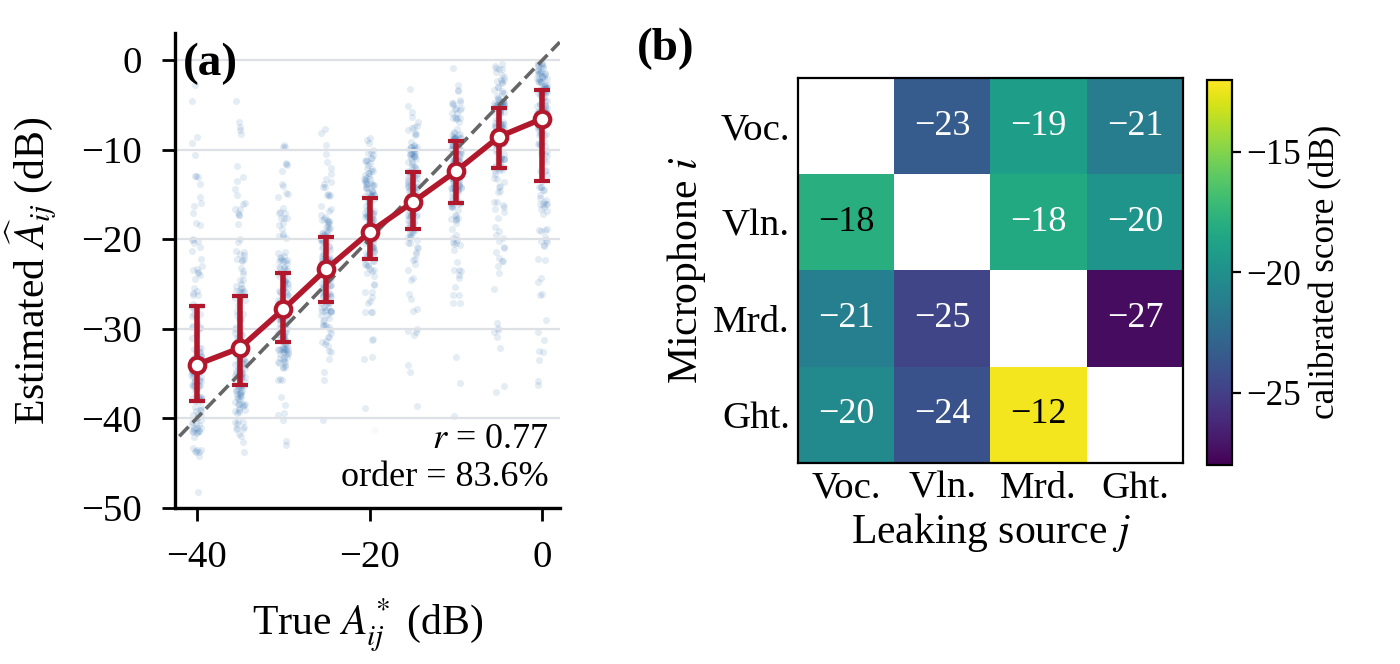 (a)
0
−10
−20
−30
−40
−50
Estimated Âij (dB)
r = 0.77
order = 83.6%
−40 −20 0
True A*ij (dB)
(b)
Microphone i
Voc. −23 −19 −21
Vln. −18 −18 −20
Mrd. −21 −25 −27
Ght. −20 −24 −12
Voc. Vln. Mrd. Ght.
Leaking source j
−15
−20
−25
calibrated score (dB)